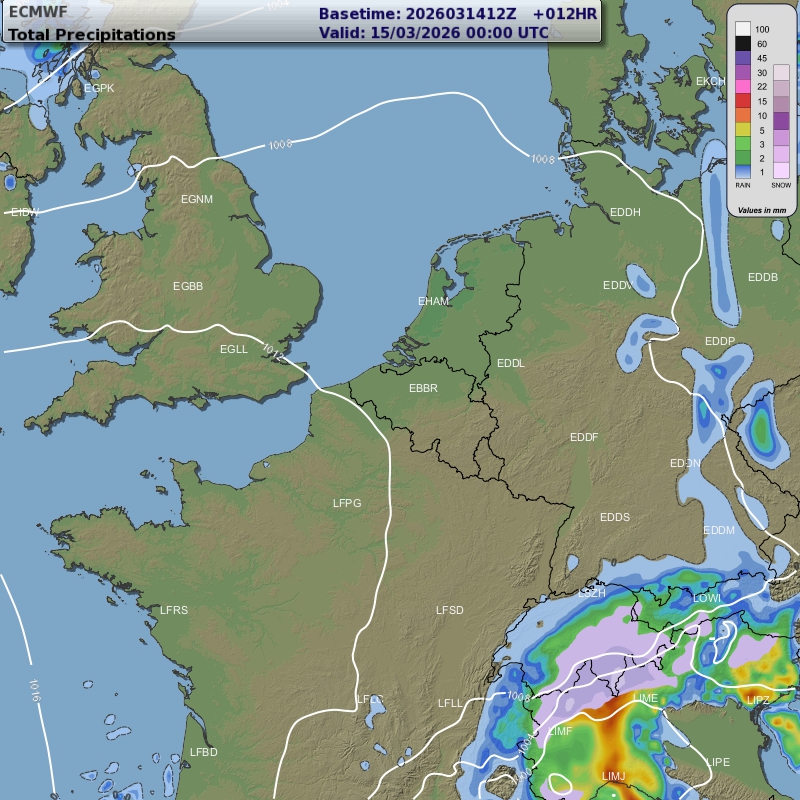 ECMWF
Basetime: 2026031412Z +012HR
Total Precipitations
Valid: 15/03/2026 00:00 UTC
100
60
45
30
22
15
10
5
3
2
1
RAIN SNOW
Values in mm
EGPK
EKCH
1008
1008
EGNM
EIDW
EDDH
EGBB
EDDV
EDDB
EHAM
EGLL
1012
EDDP
EDDL
EBBR
EDDF
EDDN
LFPG
EDDS
EDDM
LSZH
LOWI
LFRS
LFSD
1016
LFLC
LFLL
1008
LIME
LIPZ
LIMF
1004
LFBD
LIPE
LIMJ